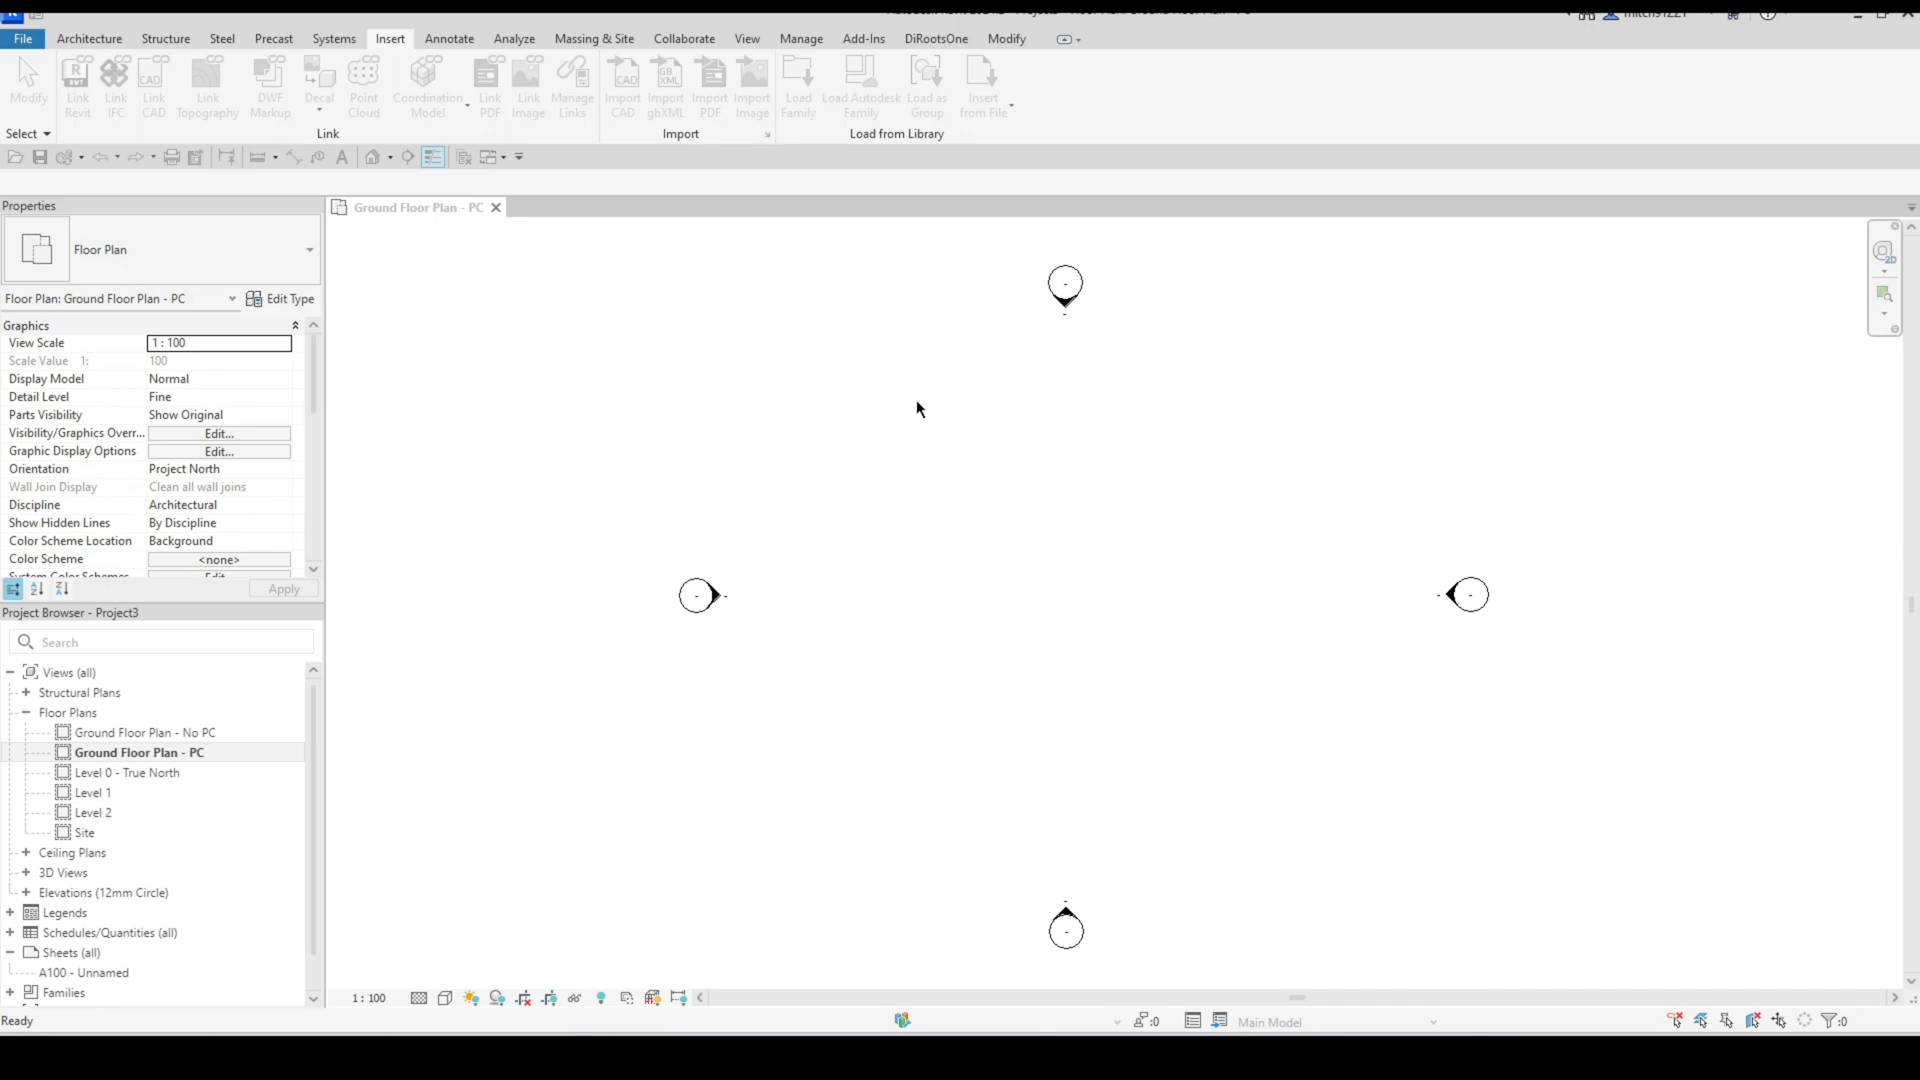 File Architecture Structure Steel Precast Systems Insert Annotate Analyze Massing & Site Collaborate View Manage Add-Ins DiRootsOne Modify
Modify
Link Revit
Link IFC
Link CAD
Link Topography
DWF Markup
Decal
Point Cloud
Coordination Model
Link PDF
Link Image
Manage Links
Import CAD
Import gbXML
Import PDF
Import Image
Load Family
Load Autodesk Family
Load as Group
Insert from File
Select
Link
Import
Load from Library
Properties
Ground Floor Plan - PC
Floor Plan
Floor Plan: Ground Floor Plan - PC
Edit Type
Graphics
View Scale 1 : 100
Scale Value 1: 100
Display Model Normal
Detail Level Fine
Parts Visibility Show Original
Visibility/Graphics Overr... Edit...
Graphic Display Options Edit...
Orientation Project North
Wall Join Display Clean all wall joins
Discipline Architectural
Show Hidden Lines By Discipline
Color Scheme Location Background
Color Scheme <none>
System Color Schemes Edit...
Apply
Project Browser - Project3
Search
Views (all)
Structural Plans
Floor Plans
Ground Floor Plan - No PC
Ground Floor Plan - PC
Level 0 - True North
Level 1
Level 2
Site
Ceiling Plans
3D Views
Elevations (12mm Circle)
Legends
Schedules/Quantities (all)
Sheets (all)
A100 - Unnamed
Families
1 : 100
Ready
:0
Main Model
:0